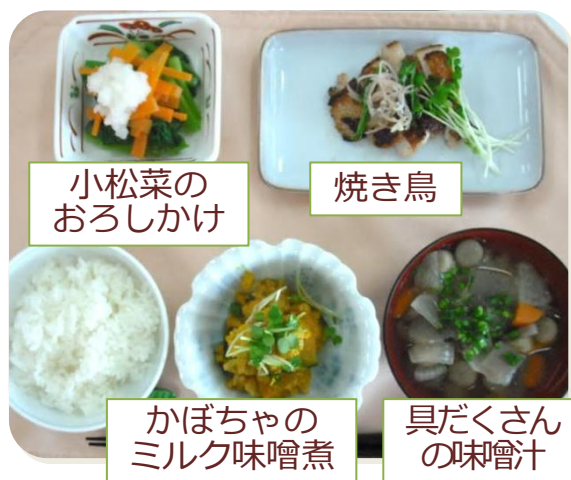 小松菜の
おろしかけ
焼き鳥
かぼちゃの
ミルク味噌煮
具だくさん
の味噌汁